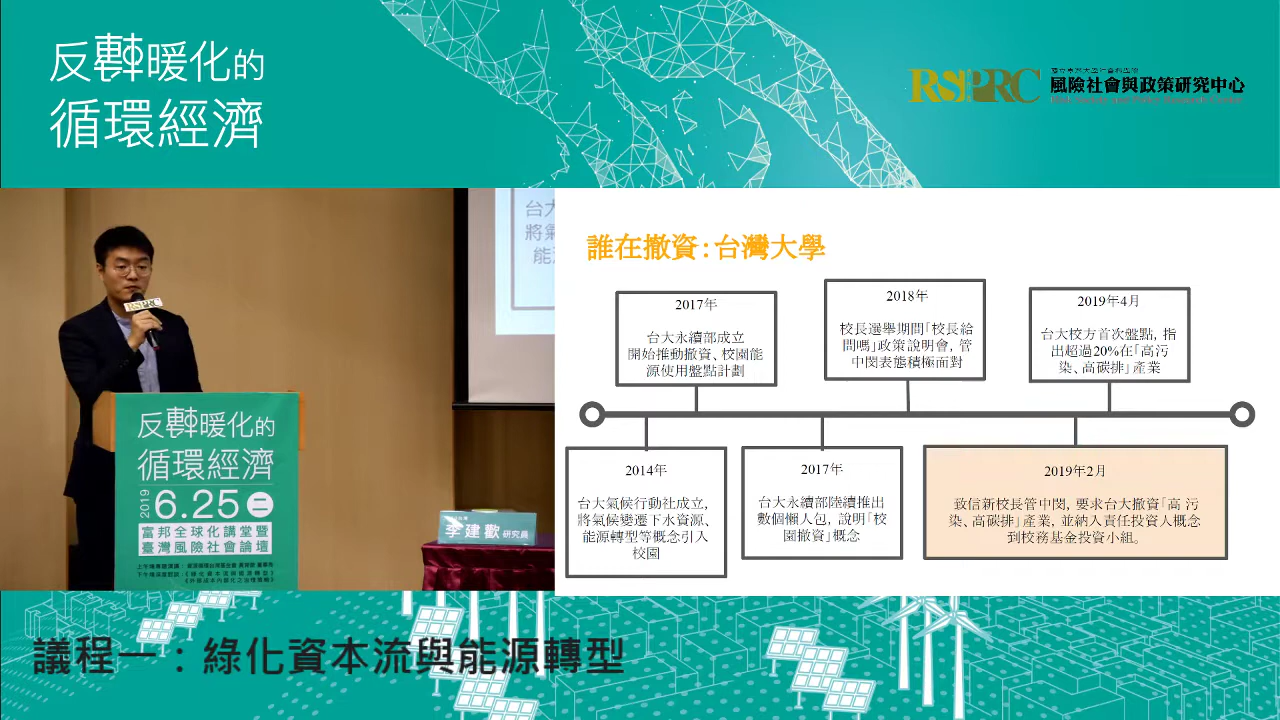 反轉暖化的
循環經濟
RSPRC
風險社會與政策研究中心
台大
將氣
能源
RSPRC
反轉暖化的
循環經濟
2019
6.25 二
富邦全球化講堂暨
臺灣風險社會論壇
李建歡 研究員
誰在撤資：台灣大學
2017年
台大永續部成立
開始推動撤資、校園能
源使用盤點計劃
2018年
校長選舉期間「校長給
問嗎」政策說明會，管
中閔表態積極面對
2019年4月
台大校方首次盤點，指
出超過20%在「高污
染、高碳排」產業
2014年
台大氣候行動社成立，
將氣候變遷下水資源、
能源轉型等概念引入
校園
2017年
台大永續部陸續推出
數個懶人包，說明「校
園撤資」概念
2019年2月
致信新校長管中閔，要求台大撤資「高 污
染、高碳排」產業，並納入責任投資人概念
到校務基金投資小組。
議程一：綠化資本流與能源轉型